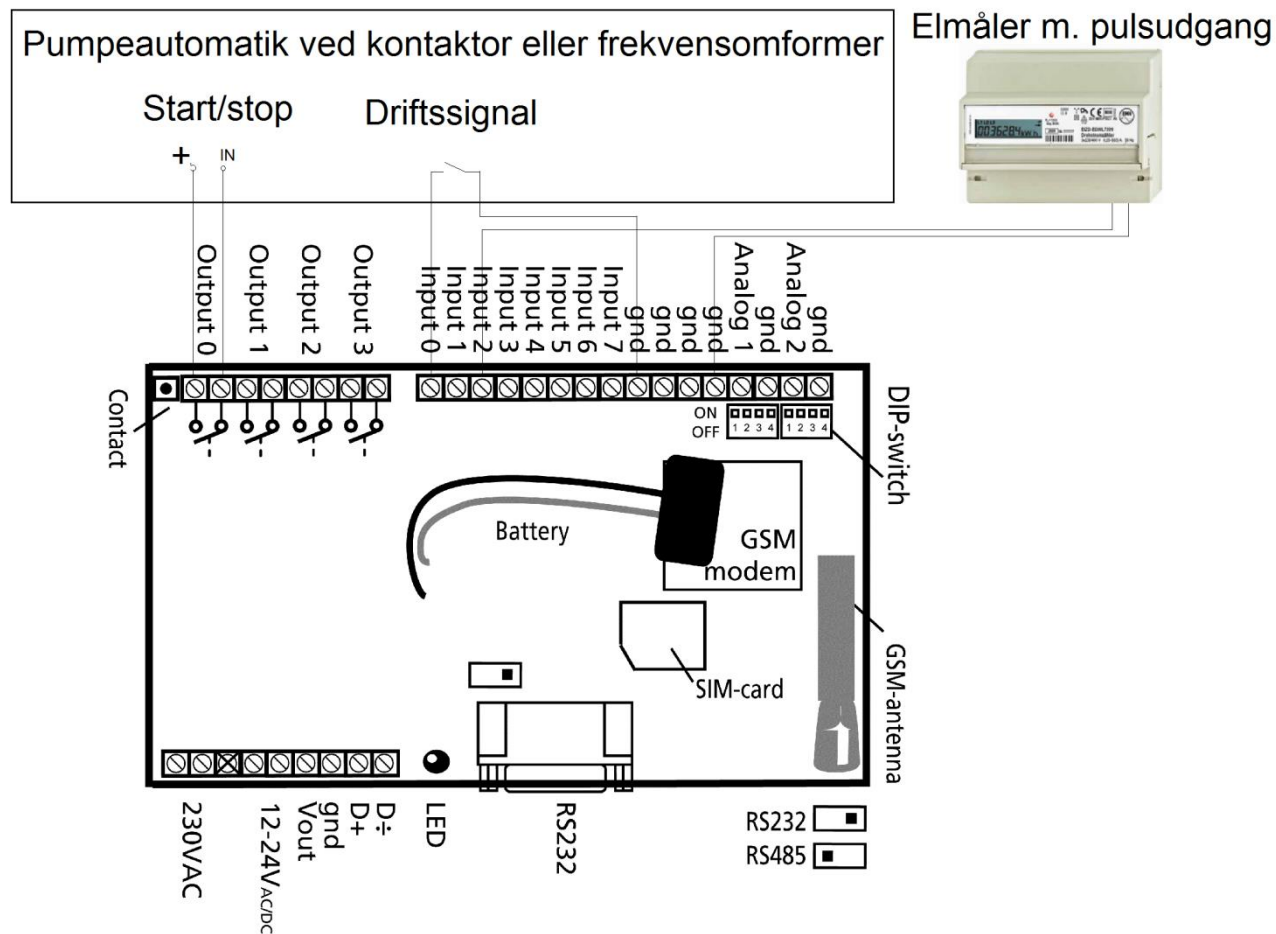 Pumpeautomatik ved kontaktor eller frekvensomformer
Elmåler m. pulsudgang
Start/stop
Driftssignal
+
IN
Output 0
Output 1
Output 2
Output 3
Input 0
Input 1
Input 2
Input 3
Input 4
Input 5
Input 6
Input 7
gnd
gnd
gnd
gnd
Analog 1
gnd
Analog 2
gnd
Contact
ON
OFF
1 2 3 4
1 2 3 4
DIP-switch
Battery
GSM
modem
SIM-card
GSM-antenna
230VAC
12-24VAC/DC
Vout
gnd
D+
D÷
LED
RS232
RS232
RS485